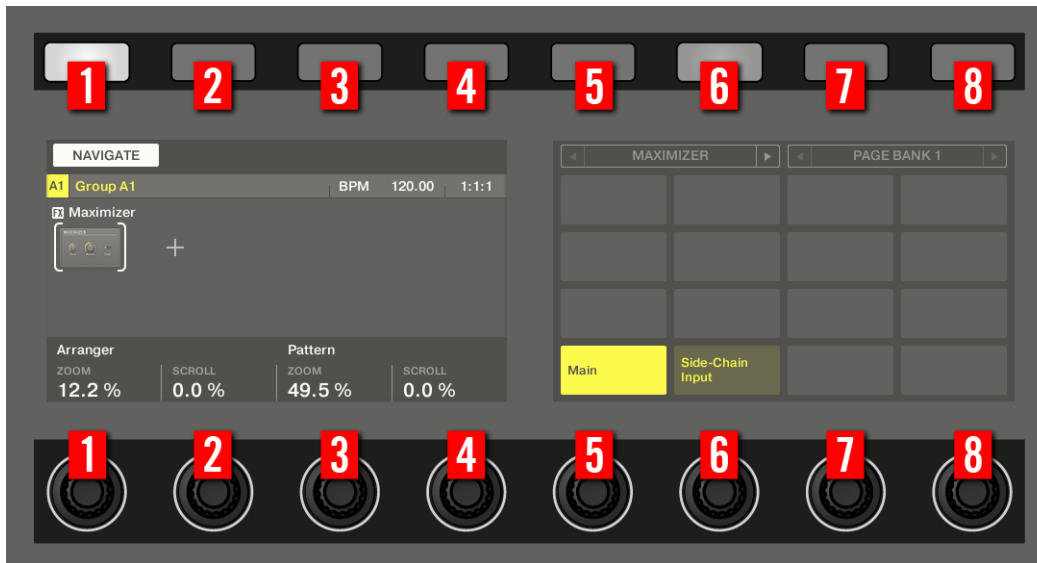 1 2 3 4 5 6 7 8
NAVIGATE
MAXIMIZER PAGE BANK 1
A1 Group A1 BPM 120.00 1:1:1
FX Maximizer
MAXIMIZER
+
Arranger Pattern
ZOOM SCROLL ZOOM SCROLL
12.2 % 0.0 % 49.5 % 0.0 %
Main
Side-Chain
Input
1 2 3 4 5 6 7 8